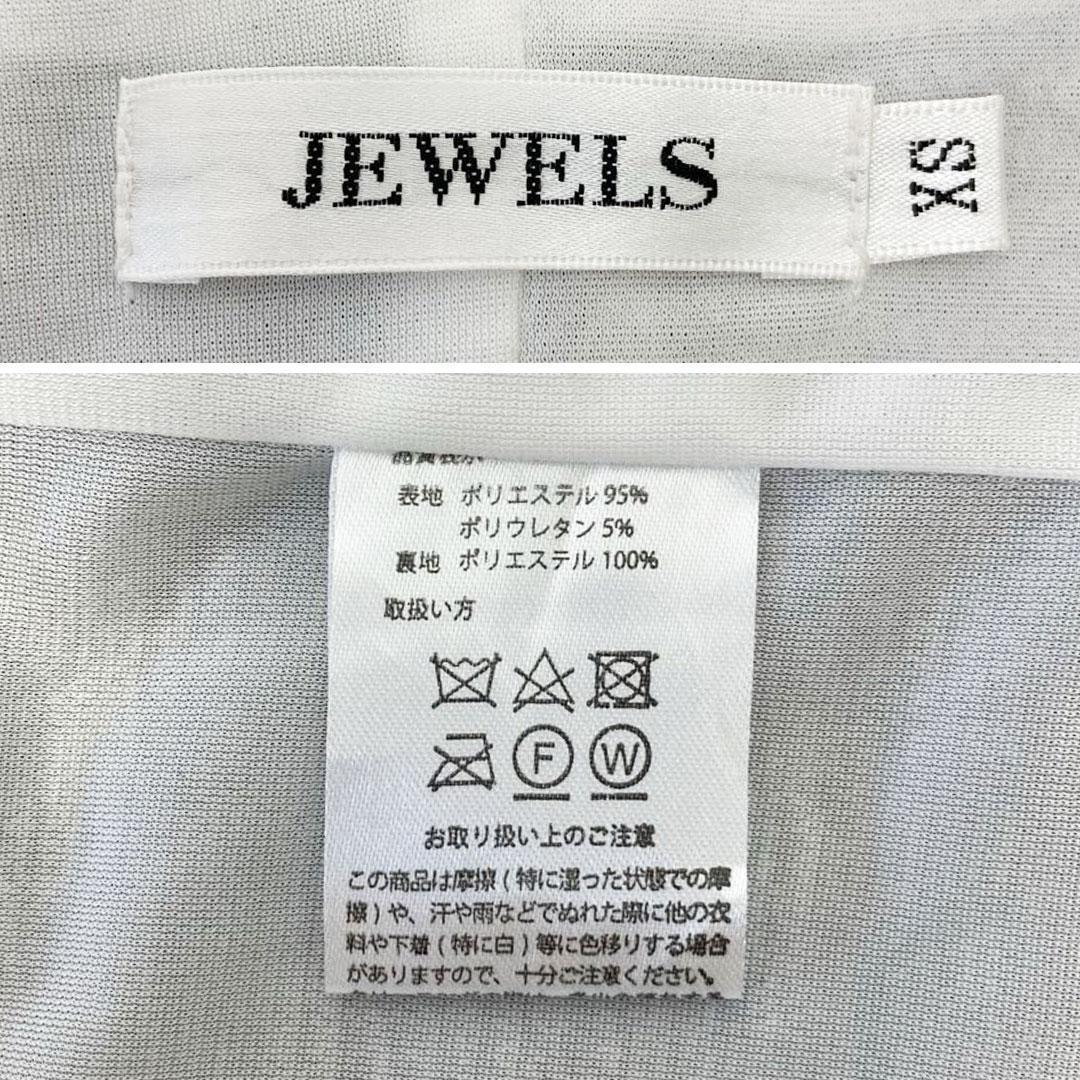 JEWELS
XS
品質表示
表地 ポリエステル 95%
ポリウレタン 5%
裏地 ポリエステル 100%
取扱い方
F W
お取り扱い上のご注意
この商品は摩擦(特に湿った状態での摩
擦)や、汗や雨などでぬれた際に他の衣
料や下着(特に白)等に色移りする場合
がありますので、十分ご注意ください。